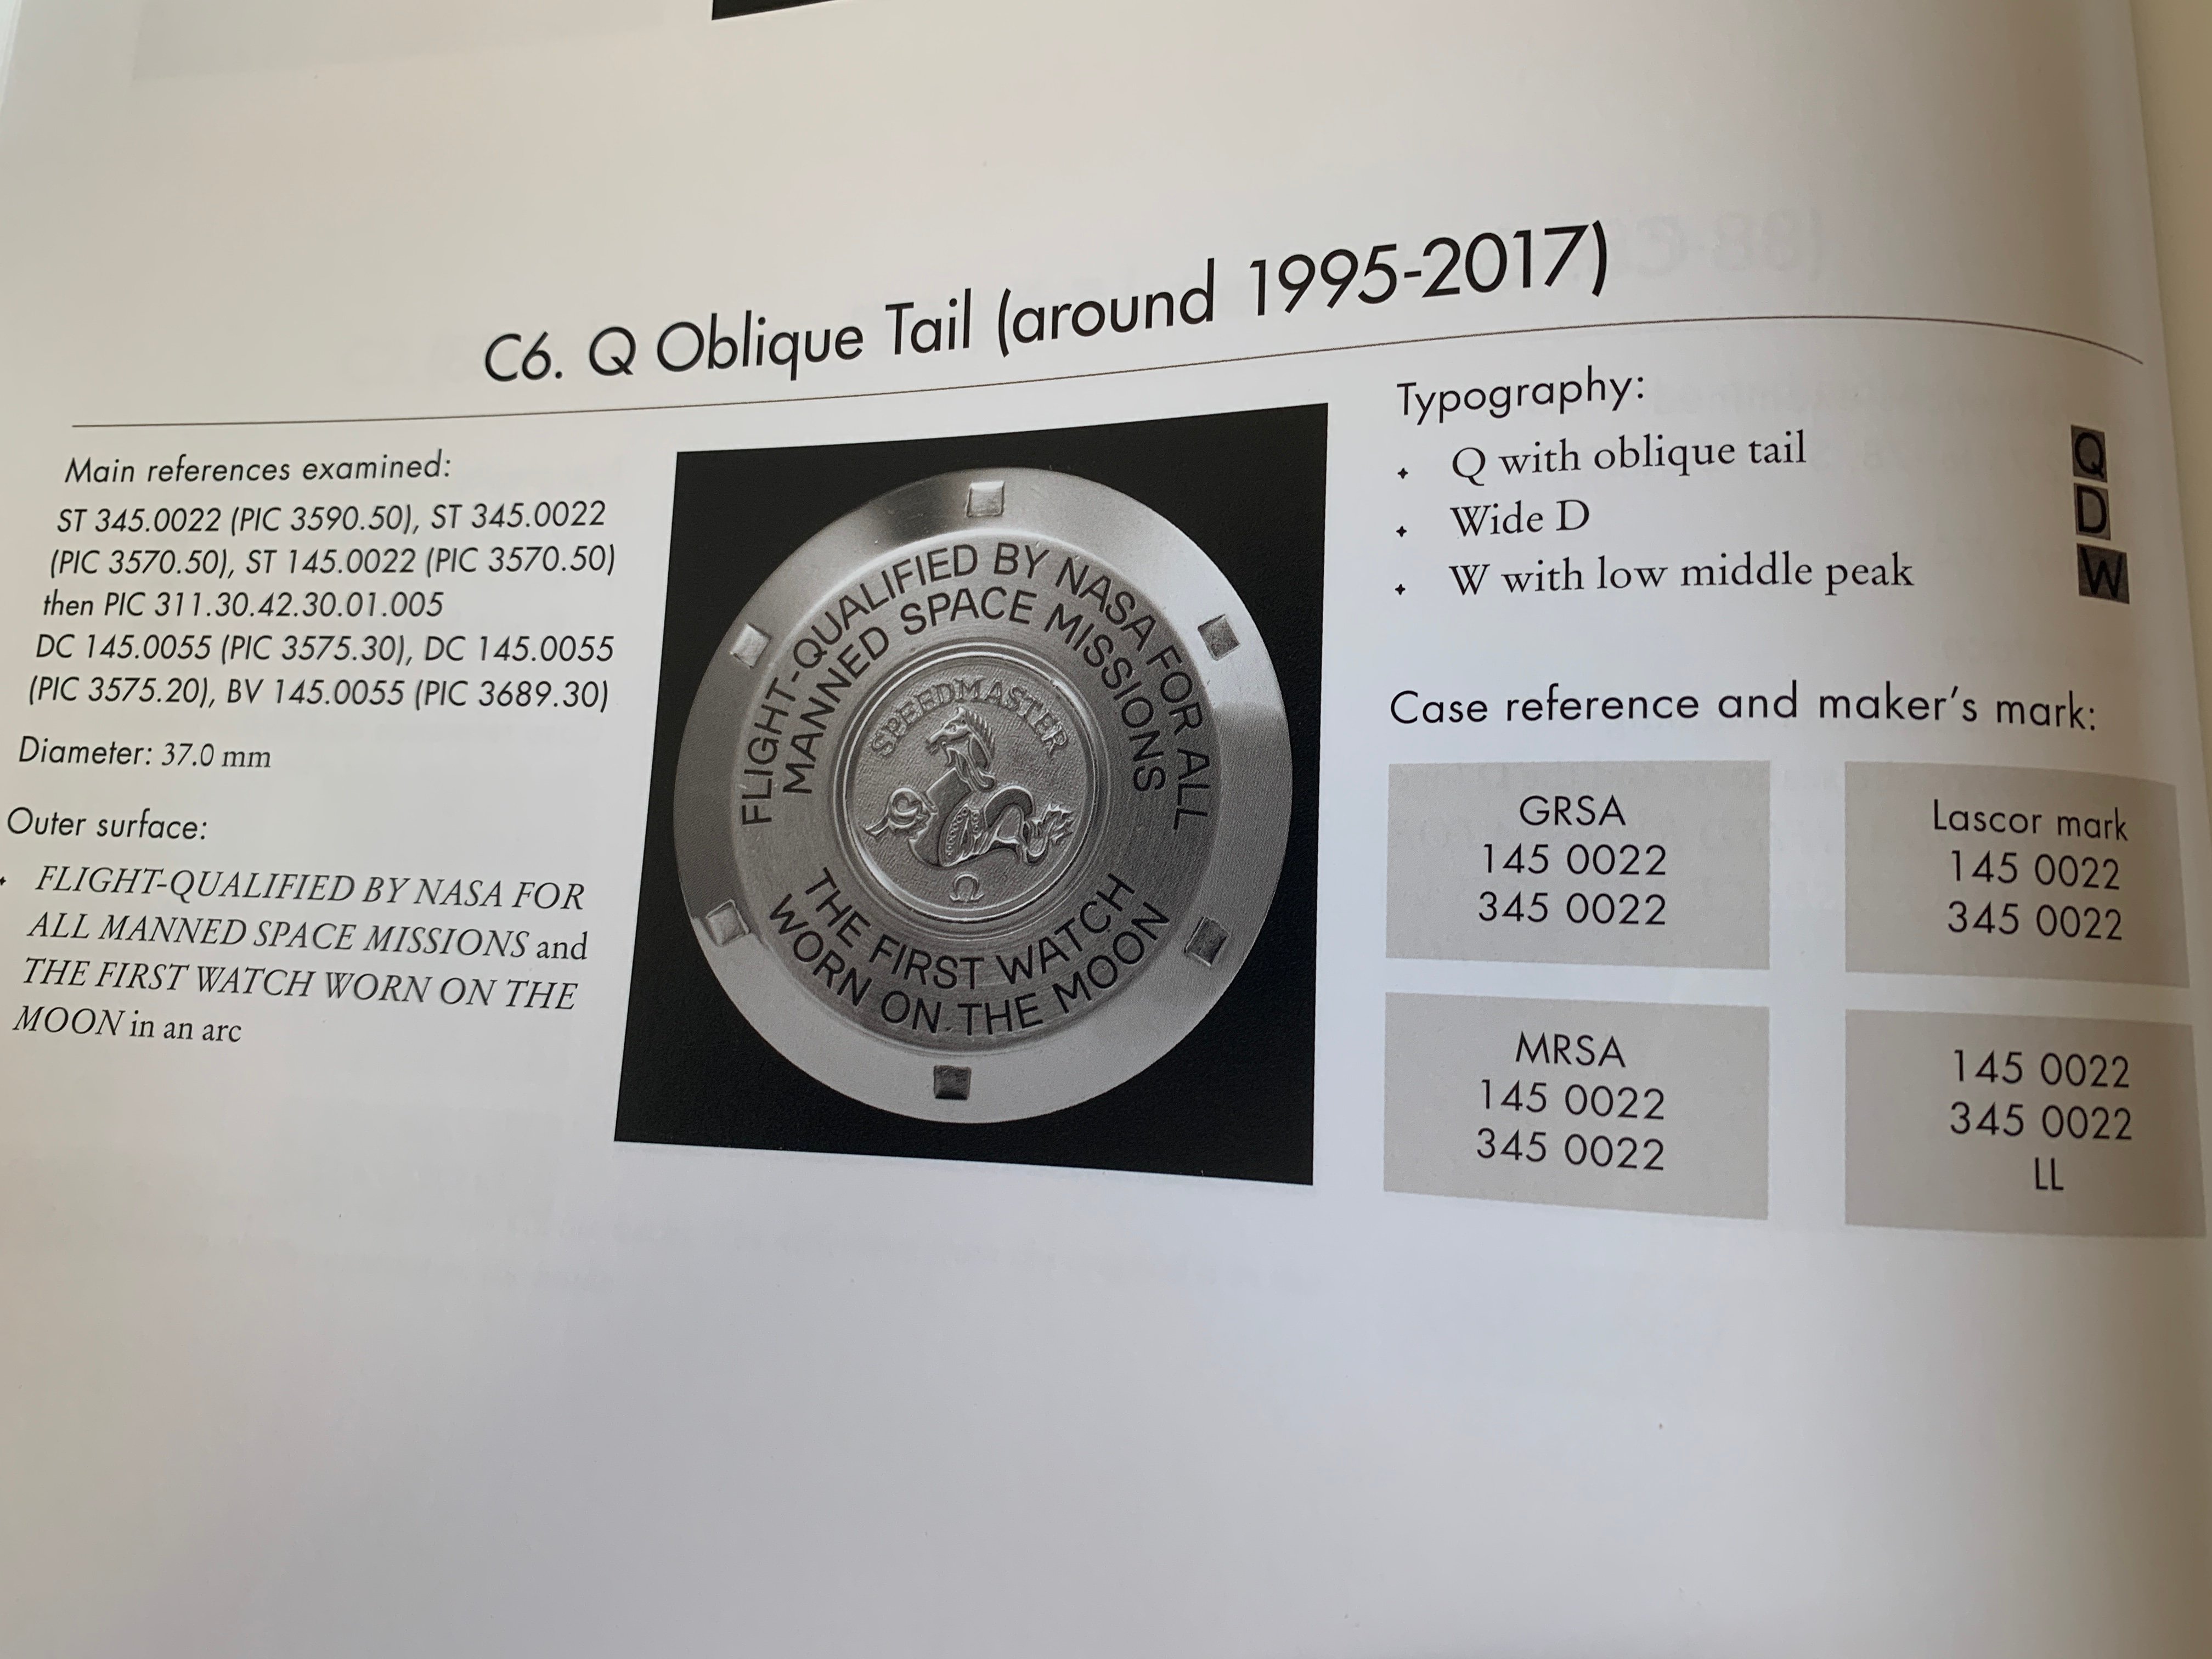 C6. Q Oblique Tail (around 1995-2017)
Main references examined:
ST 345.0022 (PIC 3590.50), ST 345.0022
(PIC 3570.50), ST 145.0022 (PIC 3570.50)
then PIC 311.30.42.30.01.005
DC 145.0055 (PIC 3575.30), DC 145.0055
(PIC 3575.20), BV 145.0055 (PIC 3689.30)
Diameter: 37.0 mm
Outer surface:
FLIGHT-QUALIFIED BY NASA FOR
ALL MANNED SPACE MISSIONS and
THE FIRST WATCH WORN ON THE
MOON in an arc
FLIGHT-QUALIFIED BY NASA FOR ALL
MANNED SPACE MISSIONS
SPEEDMASTER
Ω
THE FIRST WATCH
WORN ON THE MOON
Typography:
Q with oblique tail
Q
Wide D
D
W with low middle peak
W
Case reference and maker's mark:
GRSA
145 0022
345 0022
Lascor mark
145 0022
345 0022
MRSA
145 0022
345 0022
145 0022
345 0022
LL